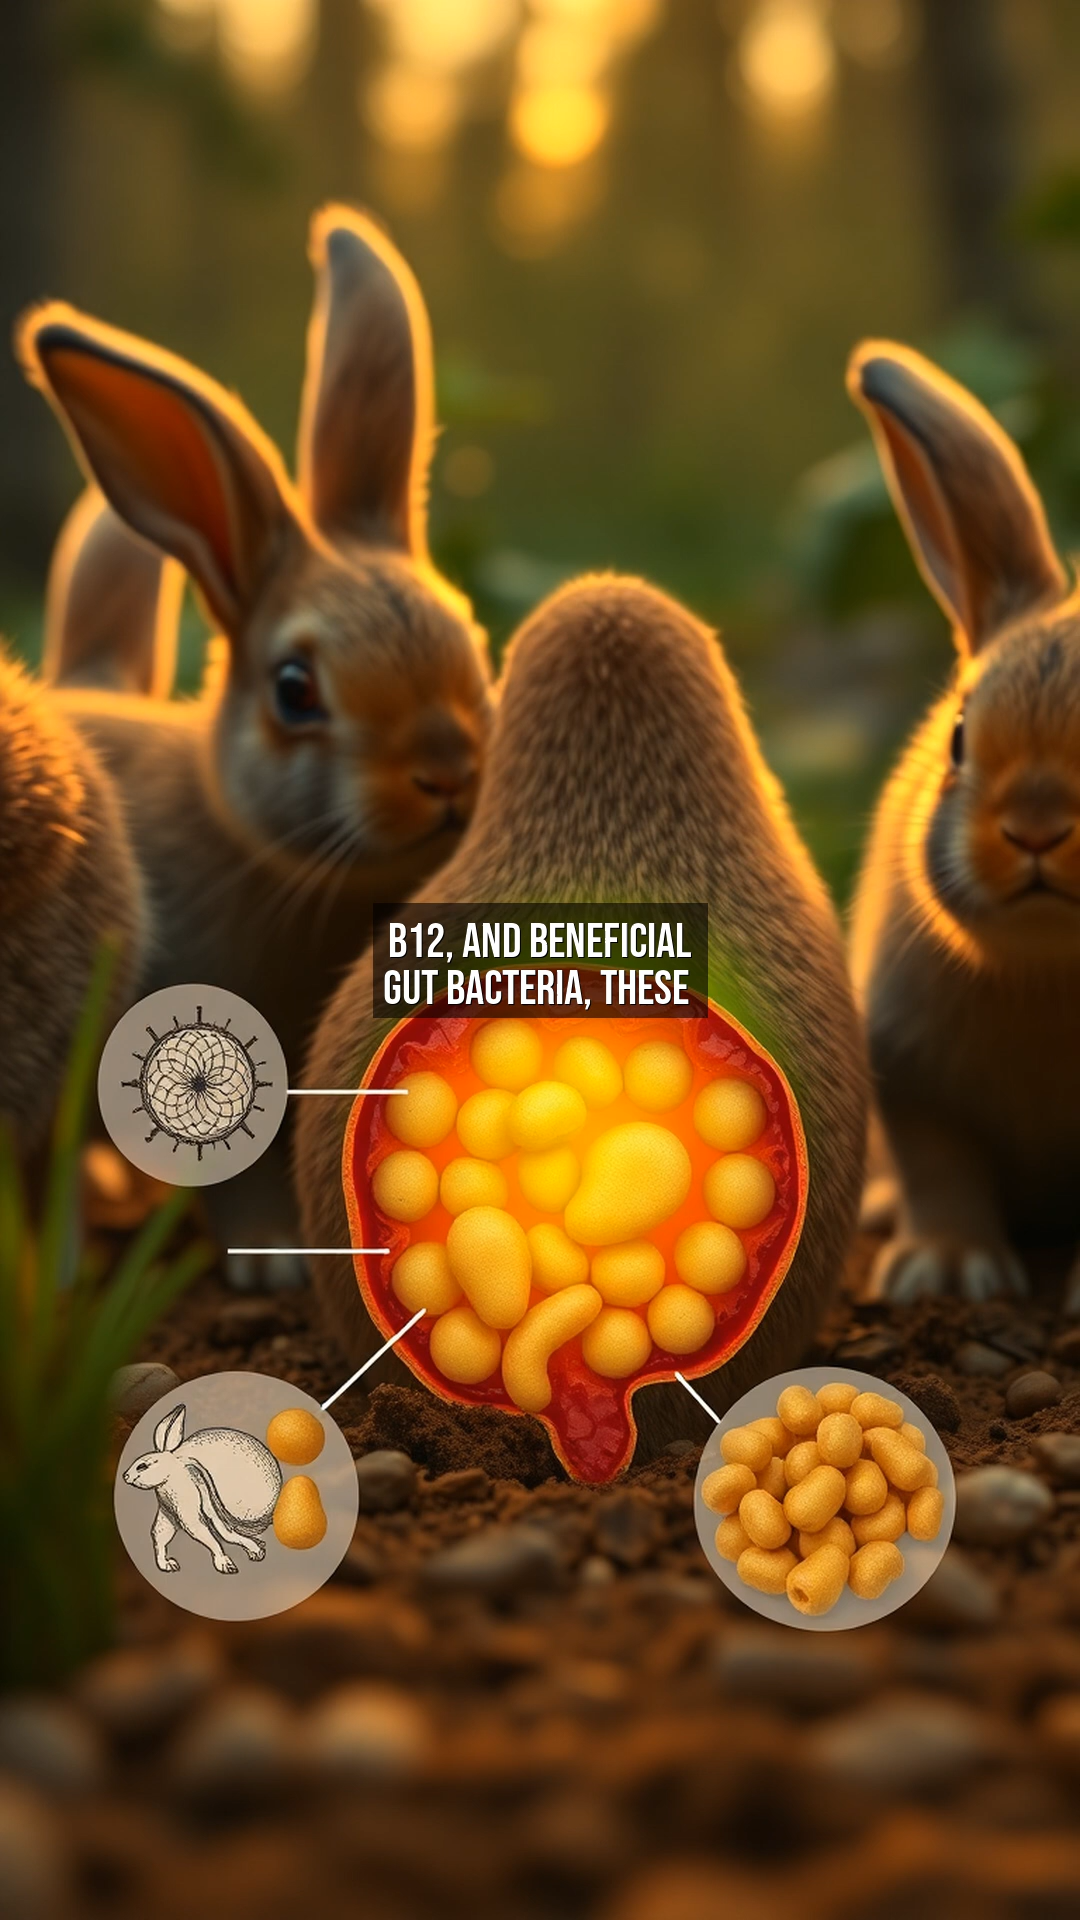 B12, AND BENEFICIAL
GUT BACTERIA, THESE